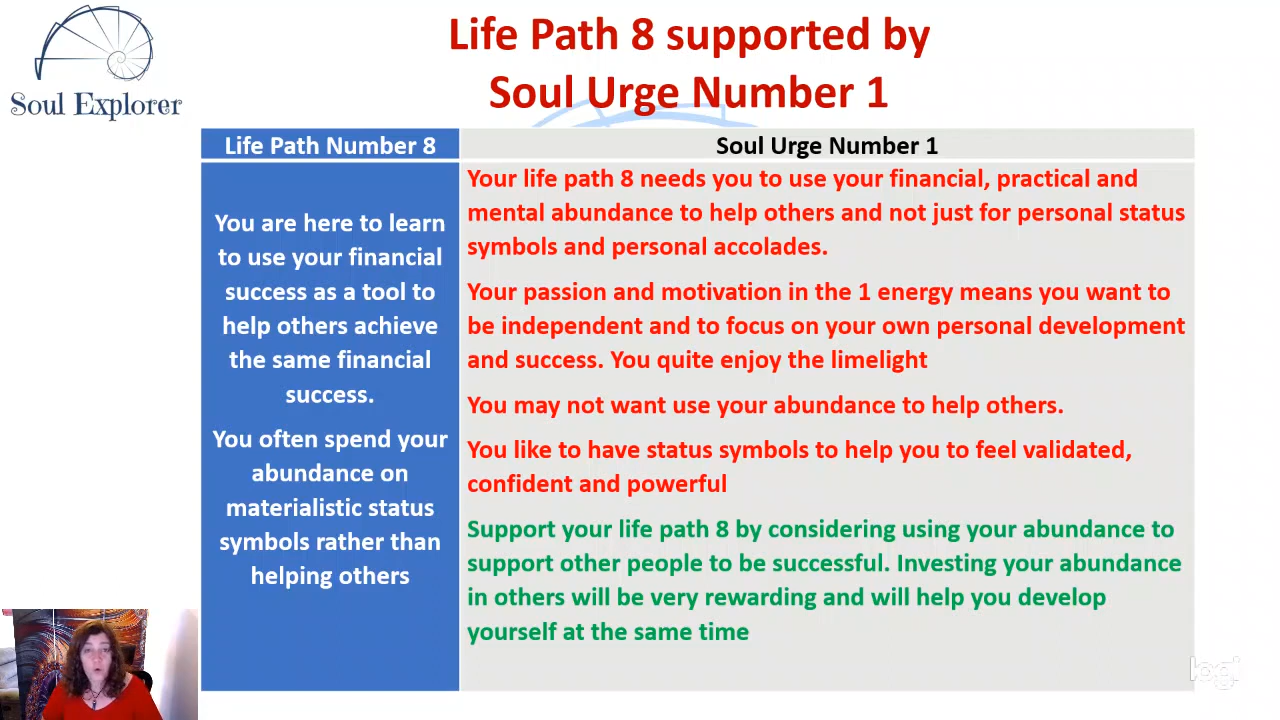 Life Path 8 supported by
Soul Urge Number 1
Soul Explorer
Life Path Number 8
Soul Urge Number 1
You are here to learn
to use your financial
success as a tool to
help others achieve
the same financial
success.
You often spend your
abundance on
materialistic status
symbols rather than
helping others
Your life path 8 needs you to use your financial, practical and
mental abundance to help others and not just for personal status
symbols and personal accolades.
Your passion and motivation in the 1 energy means you want to
be independent and to focus on your own personal development
and success. You quite enjoy the limelight
You may not want use your abundance to help others.
You like to have status symbols to help you to feel validated,
confident and powerful
Support your life path 8 by considering using your abundance to
support other people to be successful. Investing your abundance
in others will be very rewarding and will help you develop
yourself at the same time
logi